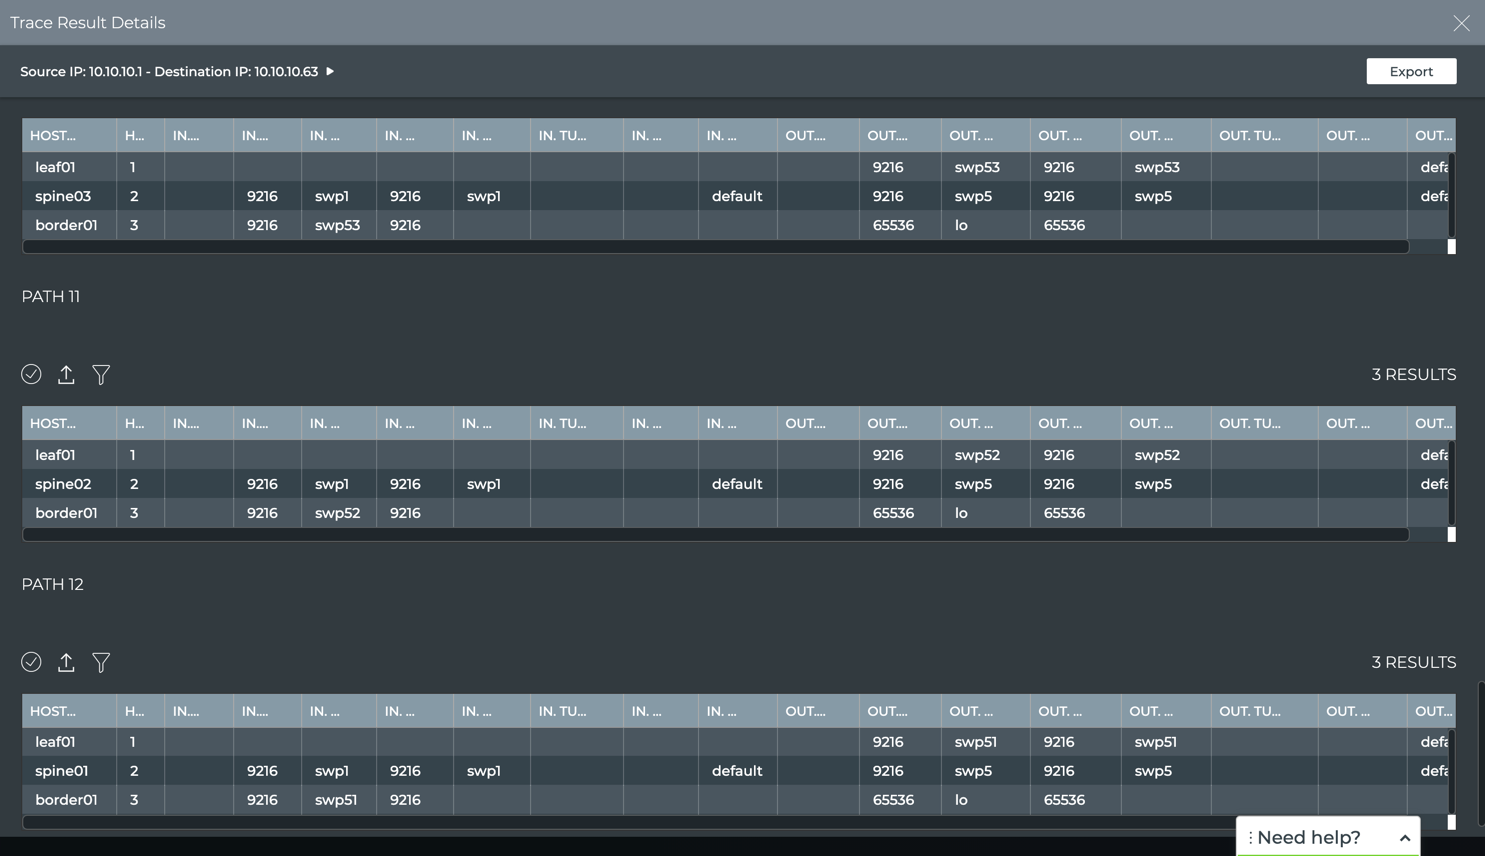 Trace Result Details
Source IP: 10.10.10.1 - Destination IP: 10.10.10.63
Export
HOST... H... IN.... IN.... IN. ... IN. ... IN. ... IN. TU... IN. ... IN. ... OUT.... OUT.... OUT. ... OUT. ... OUT. ... OUT. TU... OUT. ... OUT...
leaf01 1 9216 swp53 9216 swp53 defa
spine03 2 9216 swp1 9216 swp1 default 9216 swp5 9216 swp5 defa
border01 3 9216 swp53 9216 65536 lo 65536
PATH 11
3 RESULTS
HOST... H... IN.... IN.... IN. ... IN. ... IN. ... IN. TU... IN. ... IN. ... OUT.... OUT.... OUT. ... OUT. ... OUT. ... OUT. TU... OUT. ... OUT...
leaf01 1 9216 swp52 9216 swp52 defa
spine02 2 9216 swp1 9216 swp1 default 9216 swp5 9216 swp5 defa
border01 3 9216 swp52 9216 65536 lo 65536
PATH 12
3 RESULTS
HOST... H... IN.... IN.... IN. ... IN. ... IN. ... IN. TU... IN. ... IN. ... OUT.... OUT.... OUT. ... OUT. ... OUT. ... OUT. TU... OUT. ... OUT...
leaf01 1 9216 swp51 9216 swp51 defa
spine01 2 9216 swp1 9216 swp1 default 9216 swp5 9216 swp5 defa
border01 3 9216 swp51 9216 65536 lo 65536
Need help?